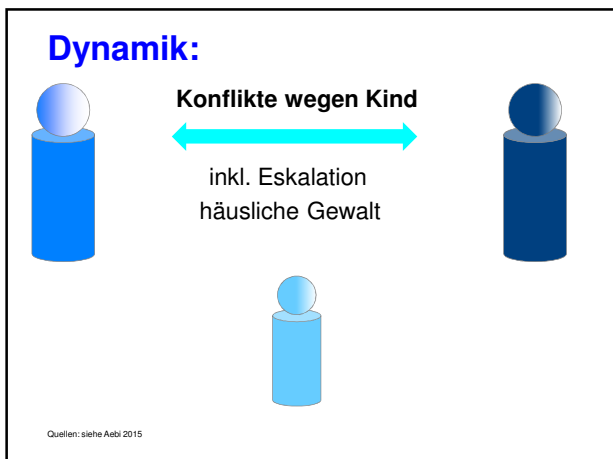 Dynamik:
Konflikte wegen Kind
inkl. Eskalation
häusliche Gewalt
Quellen: siehe Aebi 2015